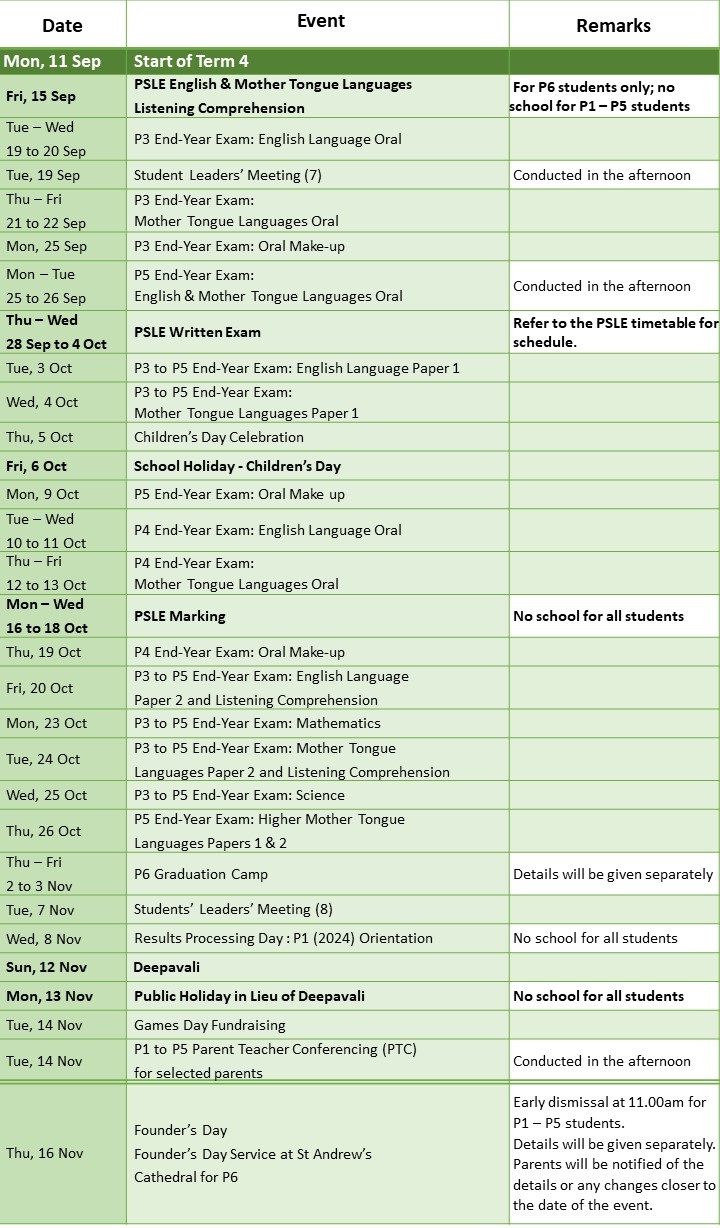 Date Event Remarks
Mon, 11 Sep Start of Term 4
Fri, 15 Sep
PSLE English & Mother Tongue Languages
Listening Comprehension
For P6 students only; no
school for P1 – P5 students
Tue – Wed
19 to 20 Sep
P3 End-Year Exam: English Language Oral
Tue, 19 Sep Student Leaders' Meeting (7) Conducted in the afternoon
Thu – Fri
21 to 22 Sep
P3 End-Year Exam:
Mother Tongue Languages Oral
Mon, 25 Sep P3 End-Year Exam: Oral Make-up
Mon – Tue
25 to 26 Sep
P5 End-Year Exam:
English & Mother Tongue Languages Oral
Conducted in the afternoon
Thu – Wed
28 Sep to 4 Oct
PSLE Written Exam
Refer to the PSLE timetable for
schedule.
Tue, 3 Oct P3 to P5 End-Year Exam: English Language Paper 1
Wed, 4 Oct
P3 to P5 End-Year Exam:
Mother Tongue Languages Paper 1
Thu, 5 Oct Children's Day Celebration
Fri, 6 Oct School Holiday - Children's Day
Mon, 9 Oct P5 End-Year Exam: Oral Make up
Tue – Wed
10 to 11 Oct
P4 End-Year Exam: English Language Oral
Thu – Fri
12 to 13 Oct
P4 End-Year Exam:
Mother Tongue Languages Oral
Mon – Wed
16 to 18 Oct
PSLE Marking
No school for all students
Thu, 19 Oct P4 End-Year Exam: Oral Make-up
Fri, 20 Oct
P3 to P5 End-Year Exam: English Language
Paper 2 and Listening Comprehension
Mon, 23 Oct P3 to P5 End-Year Exam: Mathematics
Tue, 24 Oct
P3 to P5 End-Year Exam: Mother Tongue
Languages Paper 2 and Listening Comprehension
Wed, 25 Oct P3 to P5 End-Year Exam: Science
Thu, 26 Oct
P5 End-Year Exam: Higher Mother Tongue
Languages Papers 1 & 2
Thu – Fri
2 to 3 Nov
P6 Graduation Camp
Details will be given separately
Tue, 7 Nov Students' Leaders' Meeting (8)
Wed, 8 Nov Results Processing Day : P1 (2024) Orientation No school for all students
Sun, 12 Nov Deepavali
Mon, 13 Nov Public Holiday in Lieu of Deepavali No school for all students
Tue, 14 Nov Games Day Fundraising
Tue, 14 Nov
P1 to P5 Parent Teacher Conferencing (PTC)
for selected parents
Conducted in the afternoon
Thu, 16 Nov
Founder's Day
Founder's Day Service at St Andrew's
Cathedral for P6
Early dismissal at 11.00am for
P1 – P5 students.
Details will be given separately.
Parents will be notified of the
details or any changes closer to
the date of the event.